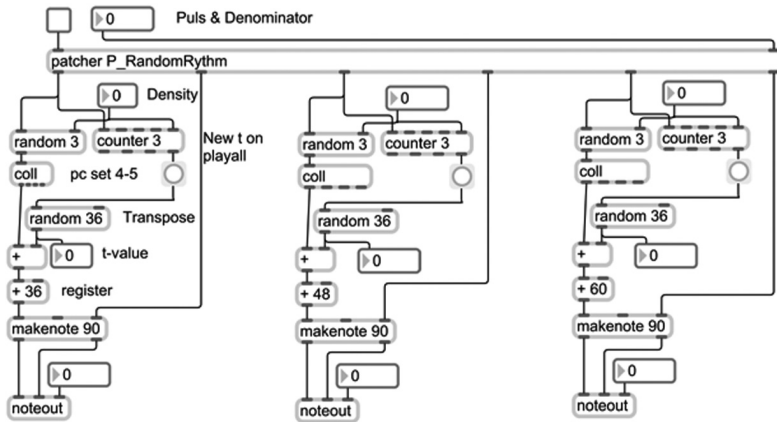 0 Puls & Denominator
patcher P_RandomRythm
0 Density 0 0
random 3 counter 3 New t on playall random 3 counter 3 random 3 counter 3
coll pc set 4-5 coll coll
random 36 Transpose random 36 random 36
+ 0 t-value + 0 + 0
+ 36 register + 48 + 60
makenote 90 makenote 90 makenote 90
0 0 0
noteout noteout noteout